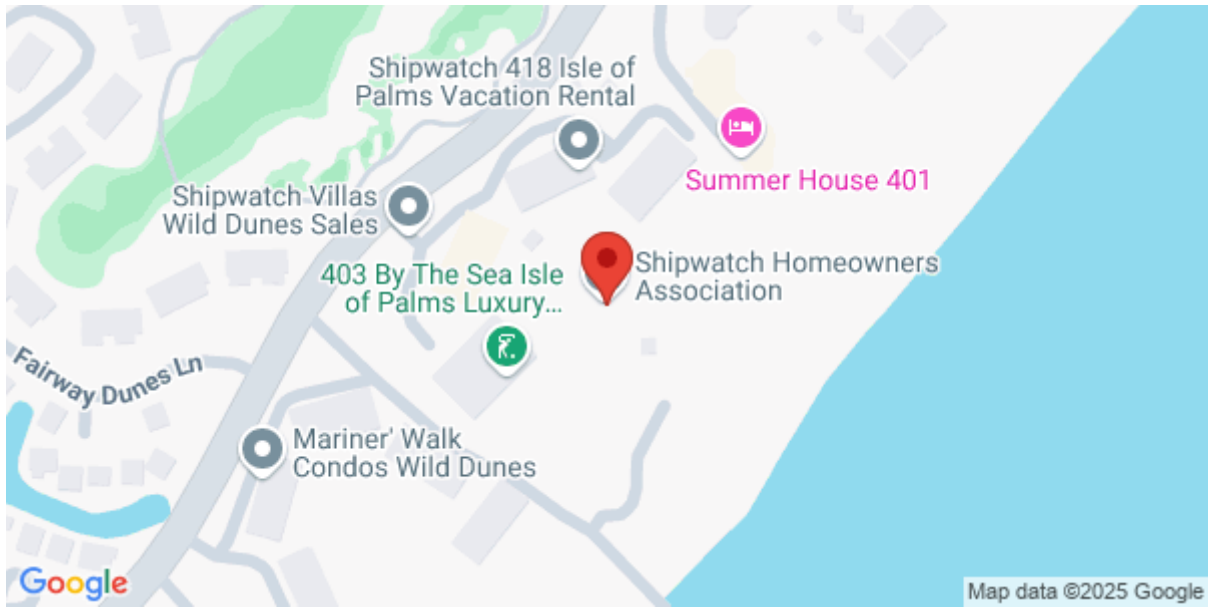 Shipwatch 418 Isle of
Palms Vacation Rental
Summer House 401
Shipwatch Villas
Wild Dunes Sales
Shipwatch Homeowners
Association
403 By The Sea Isle
of Palms Luxury...
Fairway Dunes Ln
Mariner' Walk
Condos Wild Dunes
Google
Map data ©2025 Google